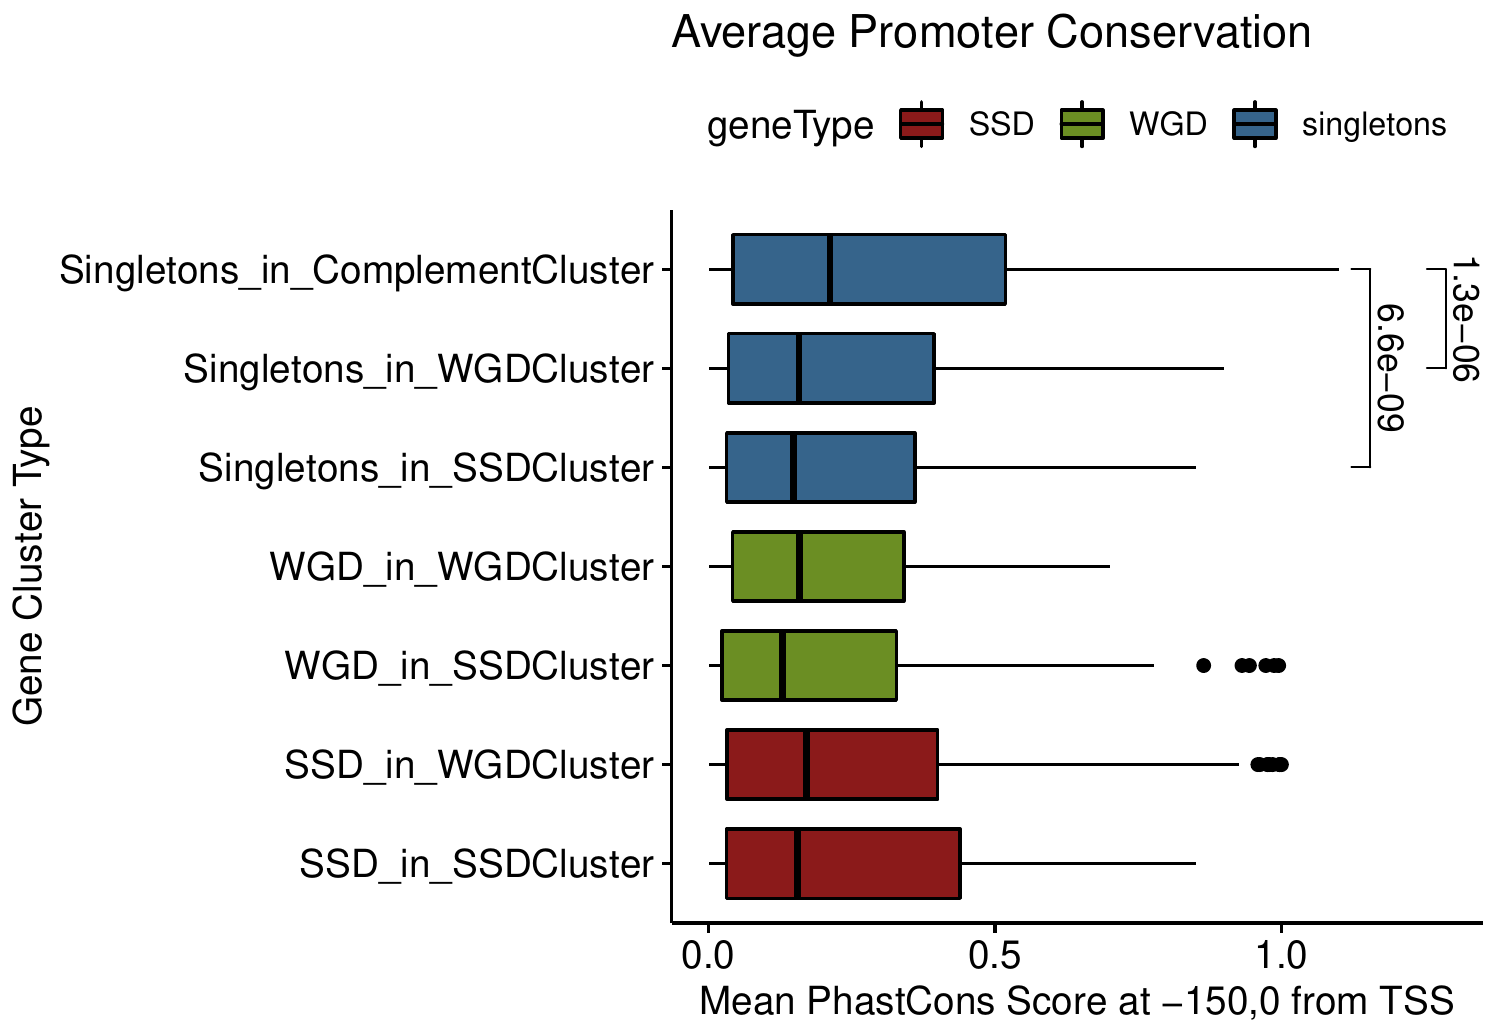 Average Promoter Conservation
geneType SSD WGD singletons
Singletons_in_ComplementCluster
Singletons_in_WGDCluster
Singletons_in_SSDCluster
WGD_in_WGDCluster
WGD_in_SSDCluster
SSD_in_WGDCluster
SSD_in_SSDCluster
Gene Cluster Type
6.6e−09
1.3e−06
0.0 0.5 1.0
Mean PhastCons Score at −150,0 from TSS